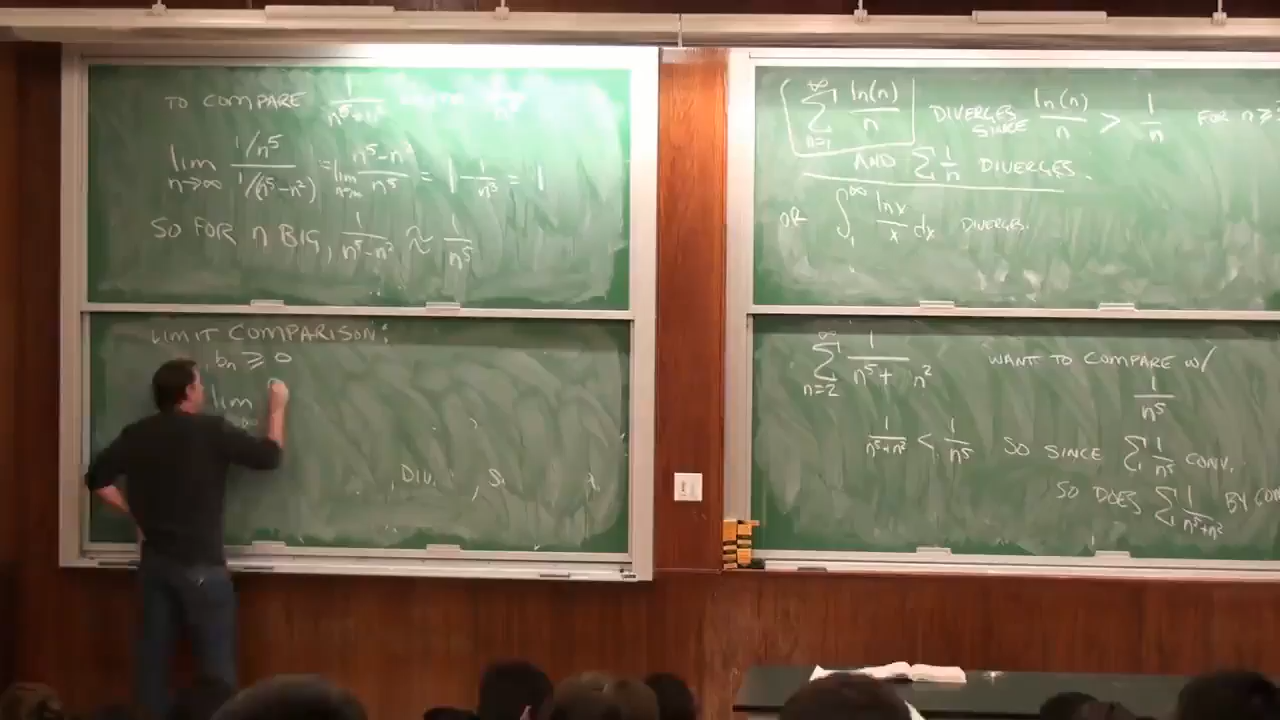 TO COMPARE 1/(n⁵-n²)
lim n→∞ (1/n⁵)/(1/(n⁵-n²)) = lim n→∞ (n⁵-n²)/n⁵ = 1 - 1/n³ = 1
SO FOR n BIG, 1/(n⁵-n²) ≈ 1/n⁵
LIMIT COMPARISON:
bₙ ≥ 0
lim
DIV.
∑ n=1 ∞ ln(n)/n DIVERGES SINCE ln(n)/n > 1/n FOR n ≥
AND ∑ 1/n DIVERGES.
OR ∫₁^∞ lnx/x dx DIVERGES.
∑ n=2 ∞ 1/(n⁵+ n²) WANT TO COMPARE W/
1/n⁵
1/(n⁵+n²) < 1/n⁵ SO SINCE ∑ 1/n⁵ CONV.
SO DOES ∑ 1/(n⁵+n²) BY